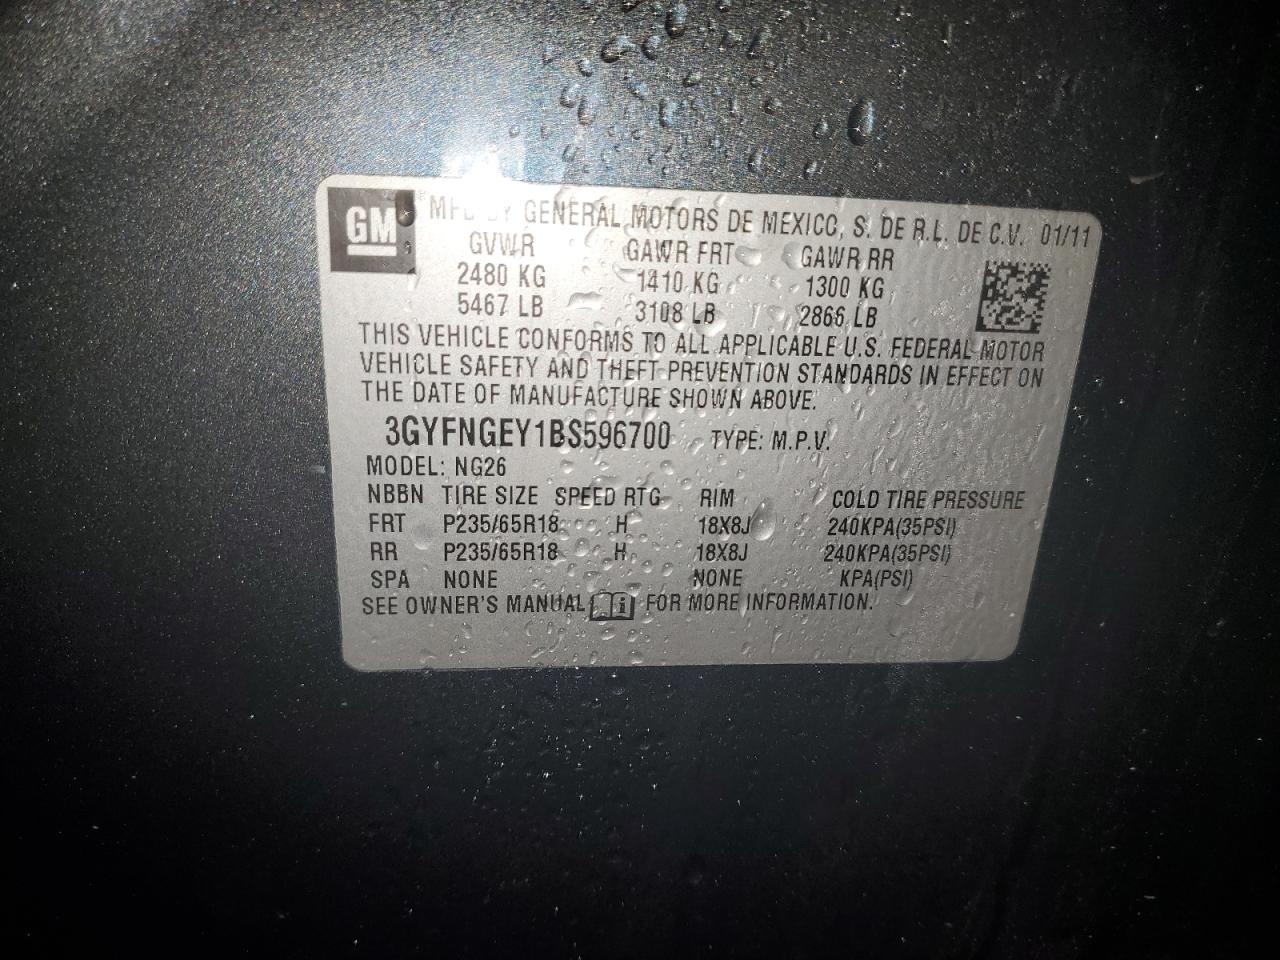 GM
MFD BY GENERAL MOTORS DE MEXICO, S. DE R.L. DE C.V. 01/11
GVWR GAWR FRT GAWR RR
2480 KG 1410 KG 1300 KG
5467 LB 3108 LB 2866 LB
THIS VEHICLE CONFORMS TO ALL APPLICABLE U.S. FEDERAL MOTOR
VEHICLE SAFETY AND THEFT PREVENTION STANDARDS IN EFFECT ON
THE DATE OF MANUFACTURE SHOWN ABOVE.
3GYFNGEY1BS596700 TYPE: M.P.V.
MODEL: NG26
NBBN TIRE SIZE SPEED RTG RIM COLD TIRE PRESSURE
FRT P235/65R18 H 18X8J 240KPA(35PSI)
RR P235/65R18 H 18X8J 240KPA(35PSI)
SPA NONE NONE KPA(PSI)
SEE OWNER'S MANUAL i FOR MORE INFORMATION.